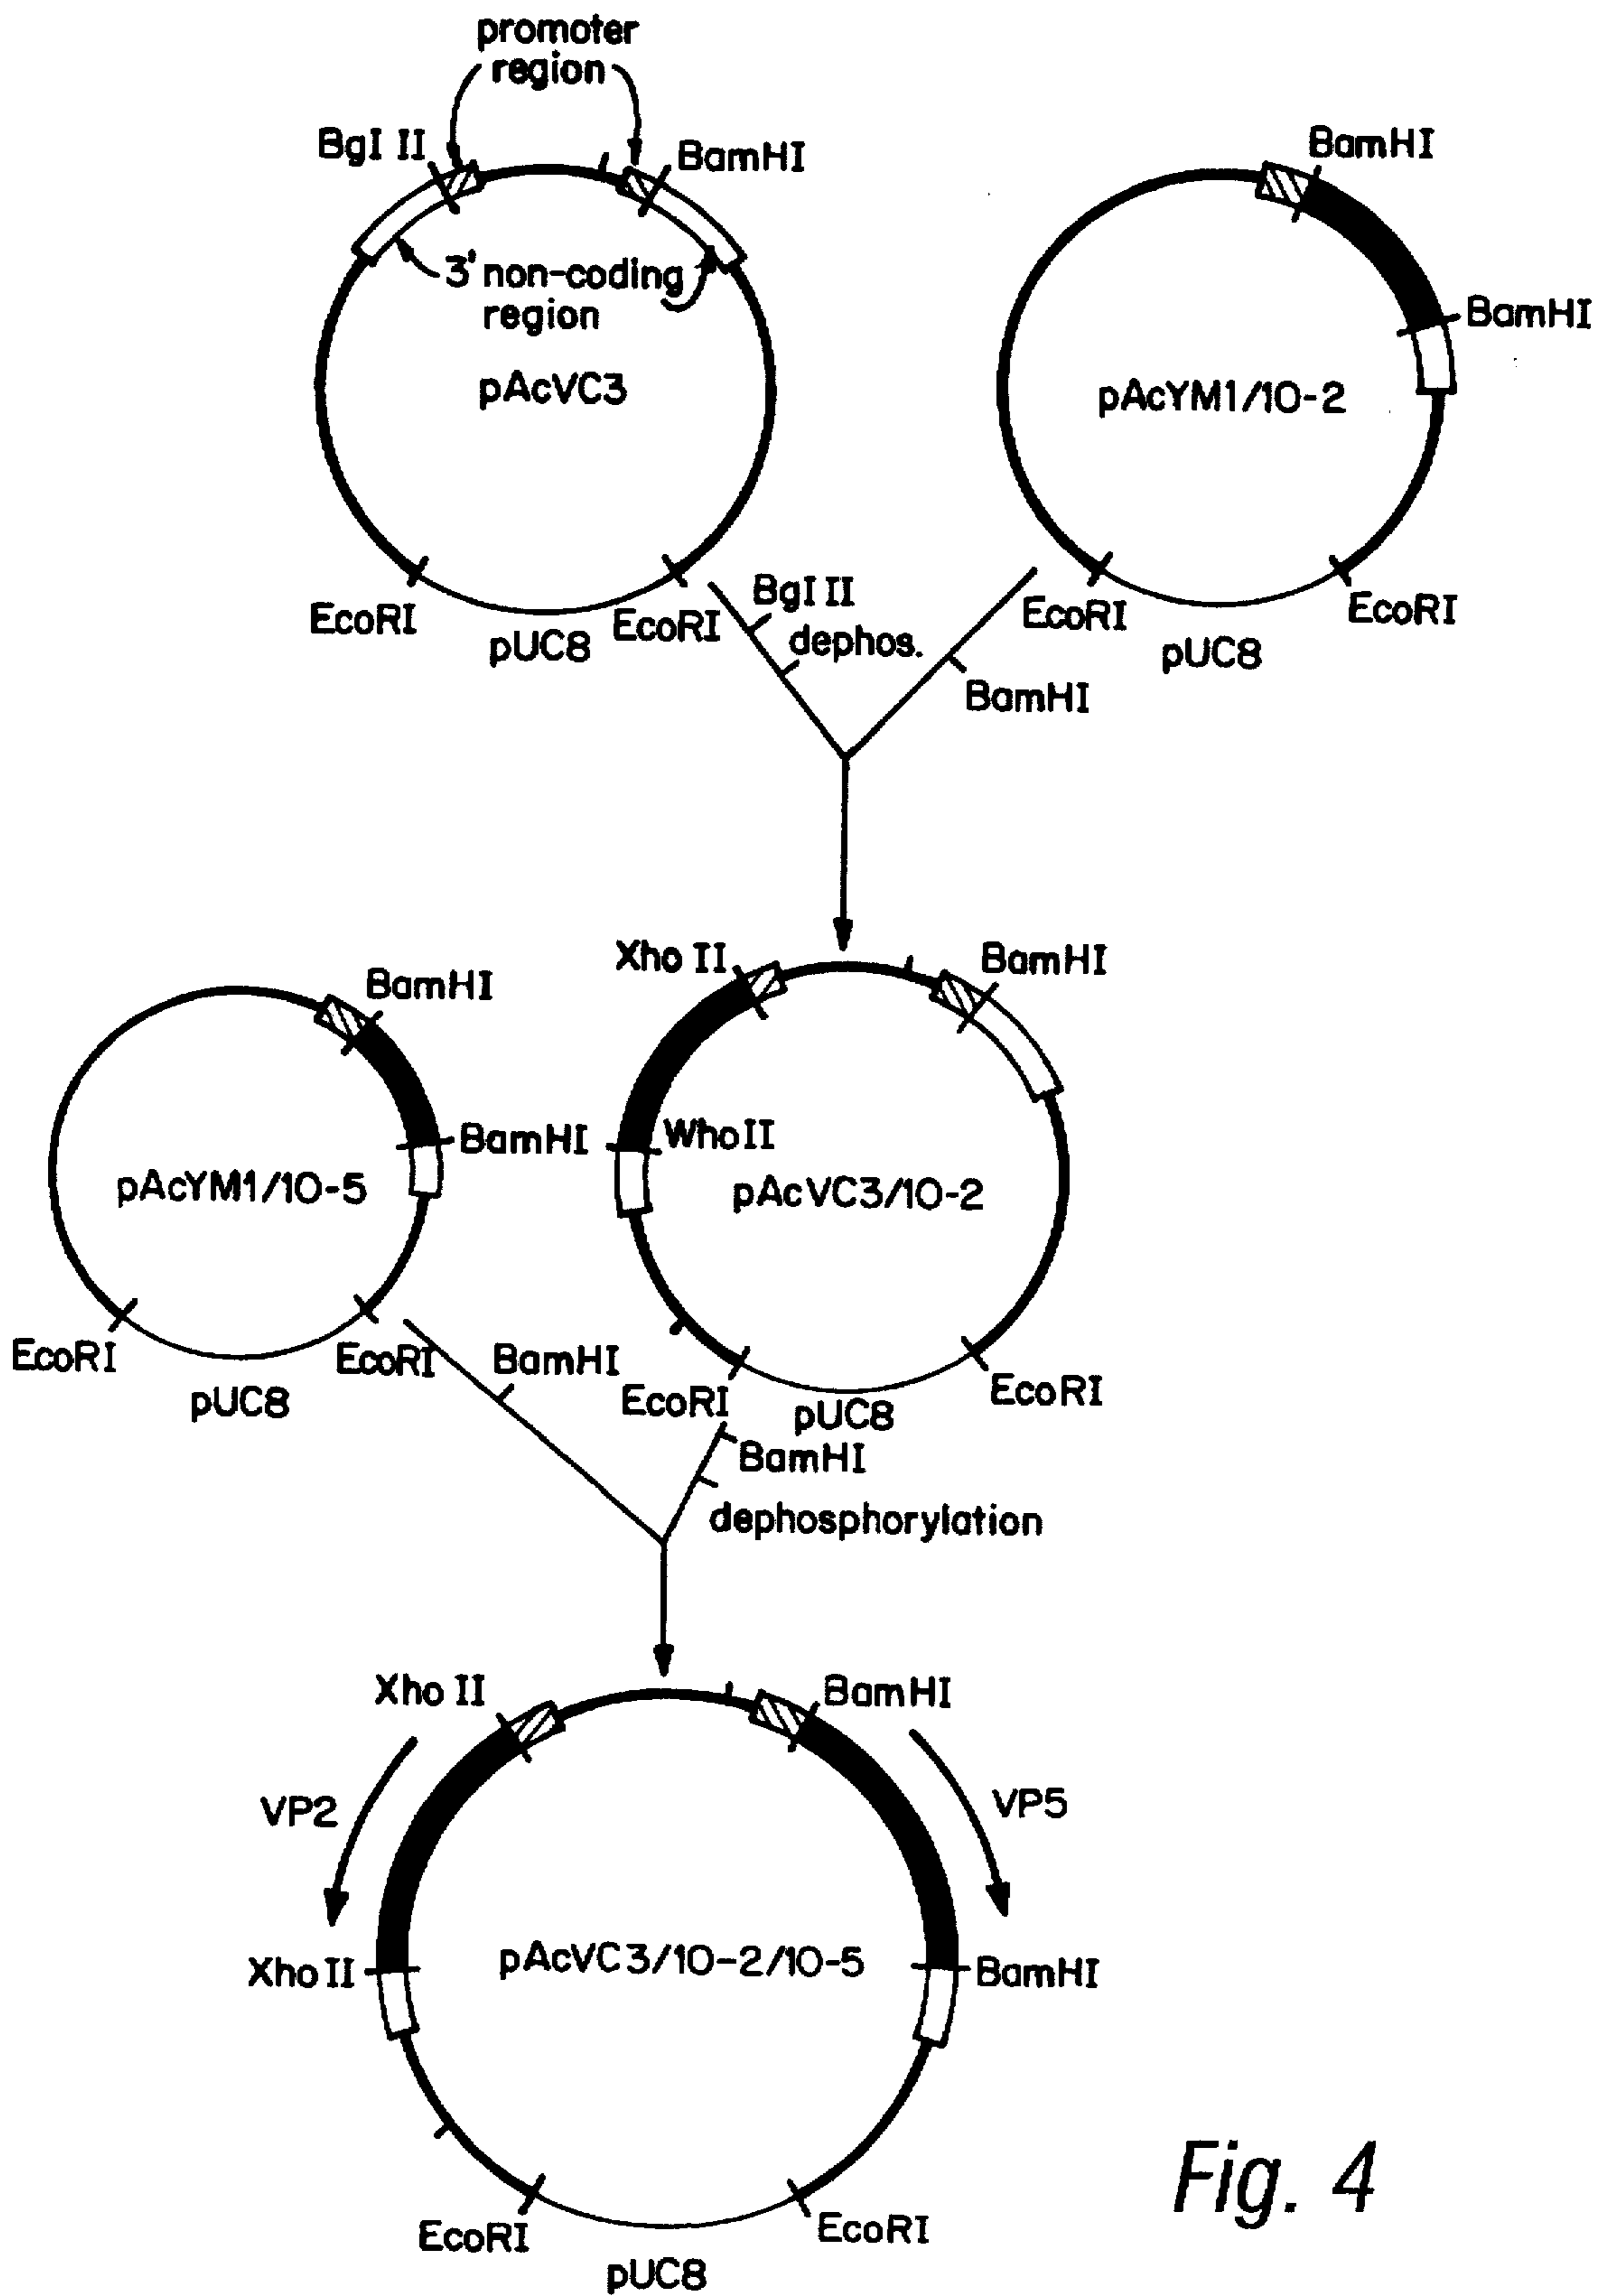 promoter
region
BgI II
BamHI
BamHI
3' non-coding
region
BamHI
pAcVC3
pAcYM1/10-2
BgI II
EcoRI
EcoRI
pUC8
dephos.
EcoRI
EcoRI
pUC8
BamHI
Xho II
BamHI
BamHI
BamHI
Who II
pAcYM1/10-5
pAcVC3/10-2
EcoRI
EcoRI
pUC8
BamHI
EcoRI
pUC8
EcoRI
BamHI
dephosphorylation
Xho II
BamHI
VP2
VP5
Xho II
pAcVC3/10-2/10-5
BamHI
EcoRI
EcoRI
pUC8
Fig. 4